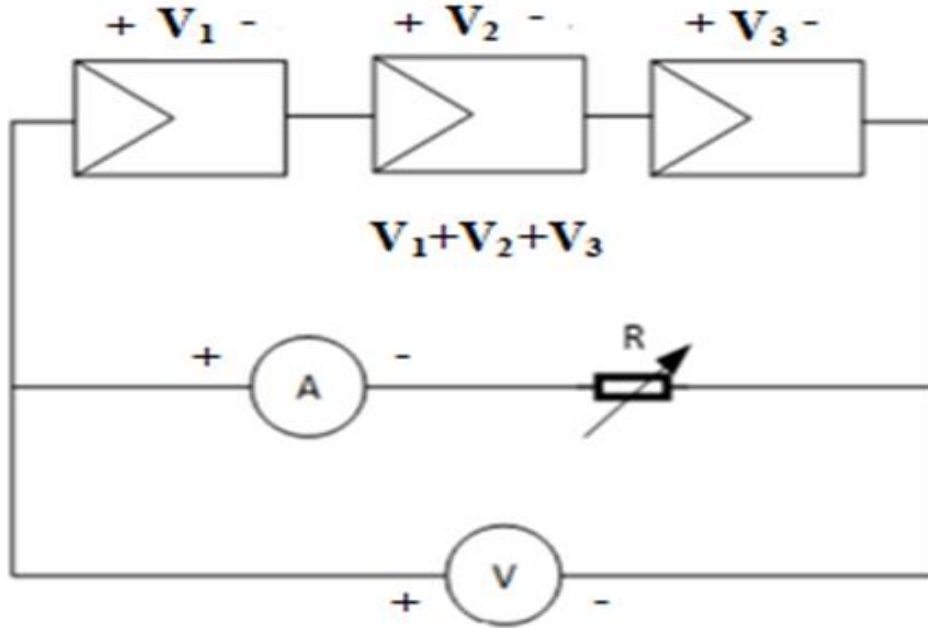 + V₁ - + V₂ - + V₃ -
V₁+V₂+V₃
R
+ A -
V
+ -